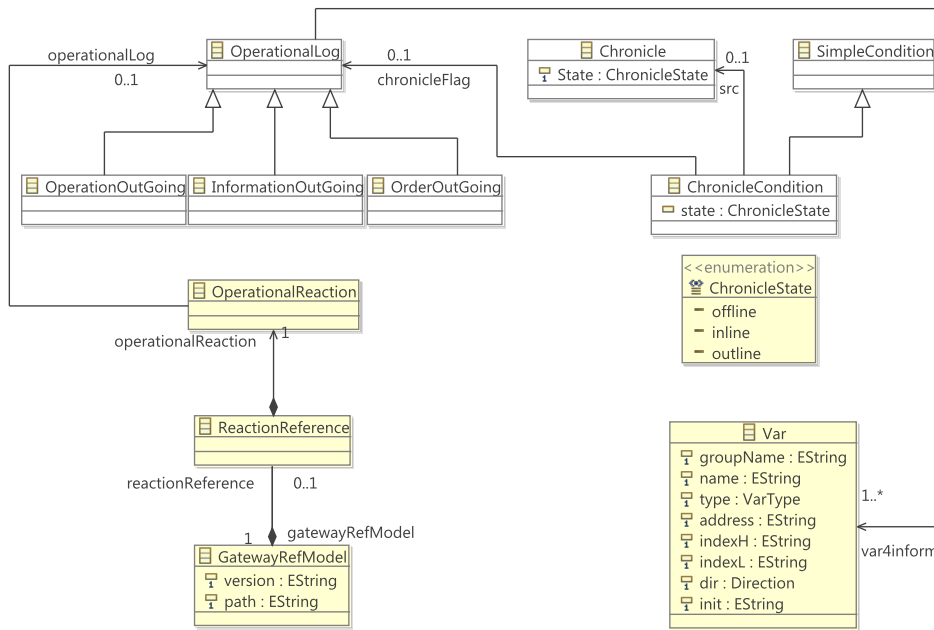 operationalLog
0..1
OperationalLog
0..1
chronicleFlag
Chronicle
State : ChronicleState
0..1
src
SimpleCondition
OperationOutGoing
InformationOutGoing
OrderOutGoing
ChronicleCondition
state : ChronicleState
<<enumeration>>
ChronicleState
offline
inline
outline
OperationalReaction
operationalReaction
1
ReactionReference
reactionReference
0..1
1
gatewayRefModel
GatewayRefModel
version : EString
path : EString
Var
groupName : EString
name : EString
type : VarType
address : EString
indexH : EString
indexL : EString
dir : Direction
init : EString
1..*
var4inform